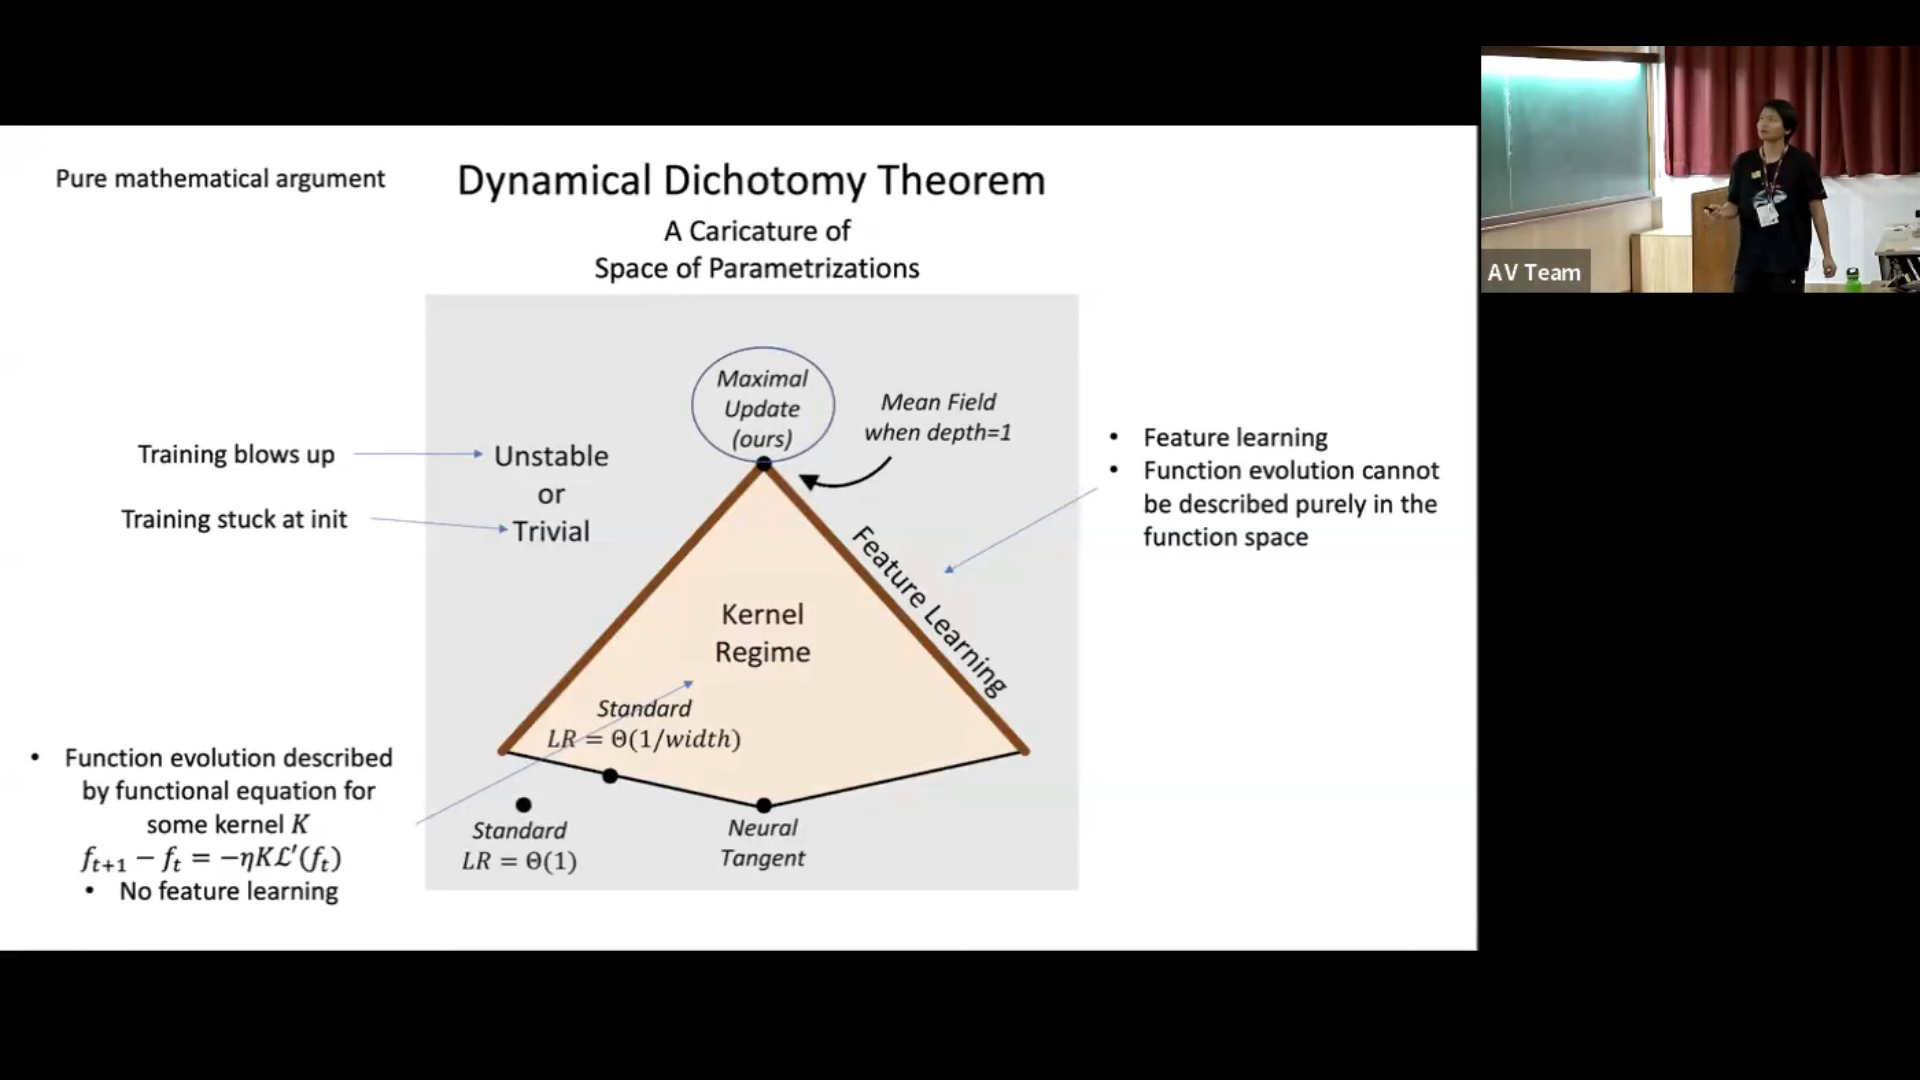 Pure mathematical argument
Dynamical Dichotomy Theorem
A Caricature of
Space of Parametrizations
Maximal
Update
(ours)
Mean Field
when depth=1
Training blows up
Unstable
or
Trivial
Training stuck at init
• Feature learning
• Function evolution cannot
be described purely in the
function space
Feature Learning
Kernel
Regime
Standard
LR = Θ(1/width)
• Function evolution described
by functional equation for
some kernel K
fₜ₊₁ − fₜ = −ηKℒ′(fₜ)
• No feature learning
Standard
LR = Θ(1)
Neural
Tangent
AV Team